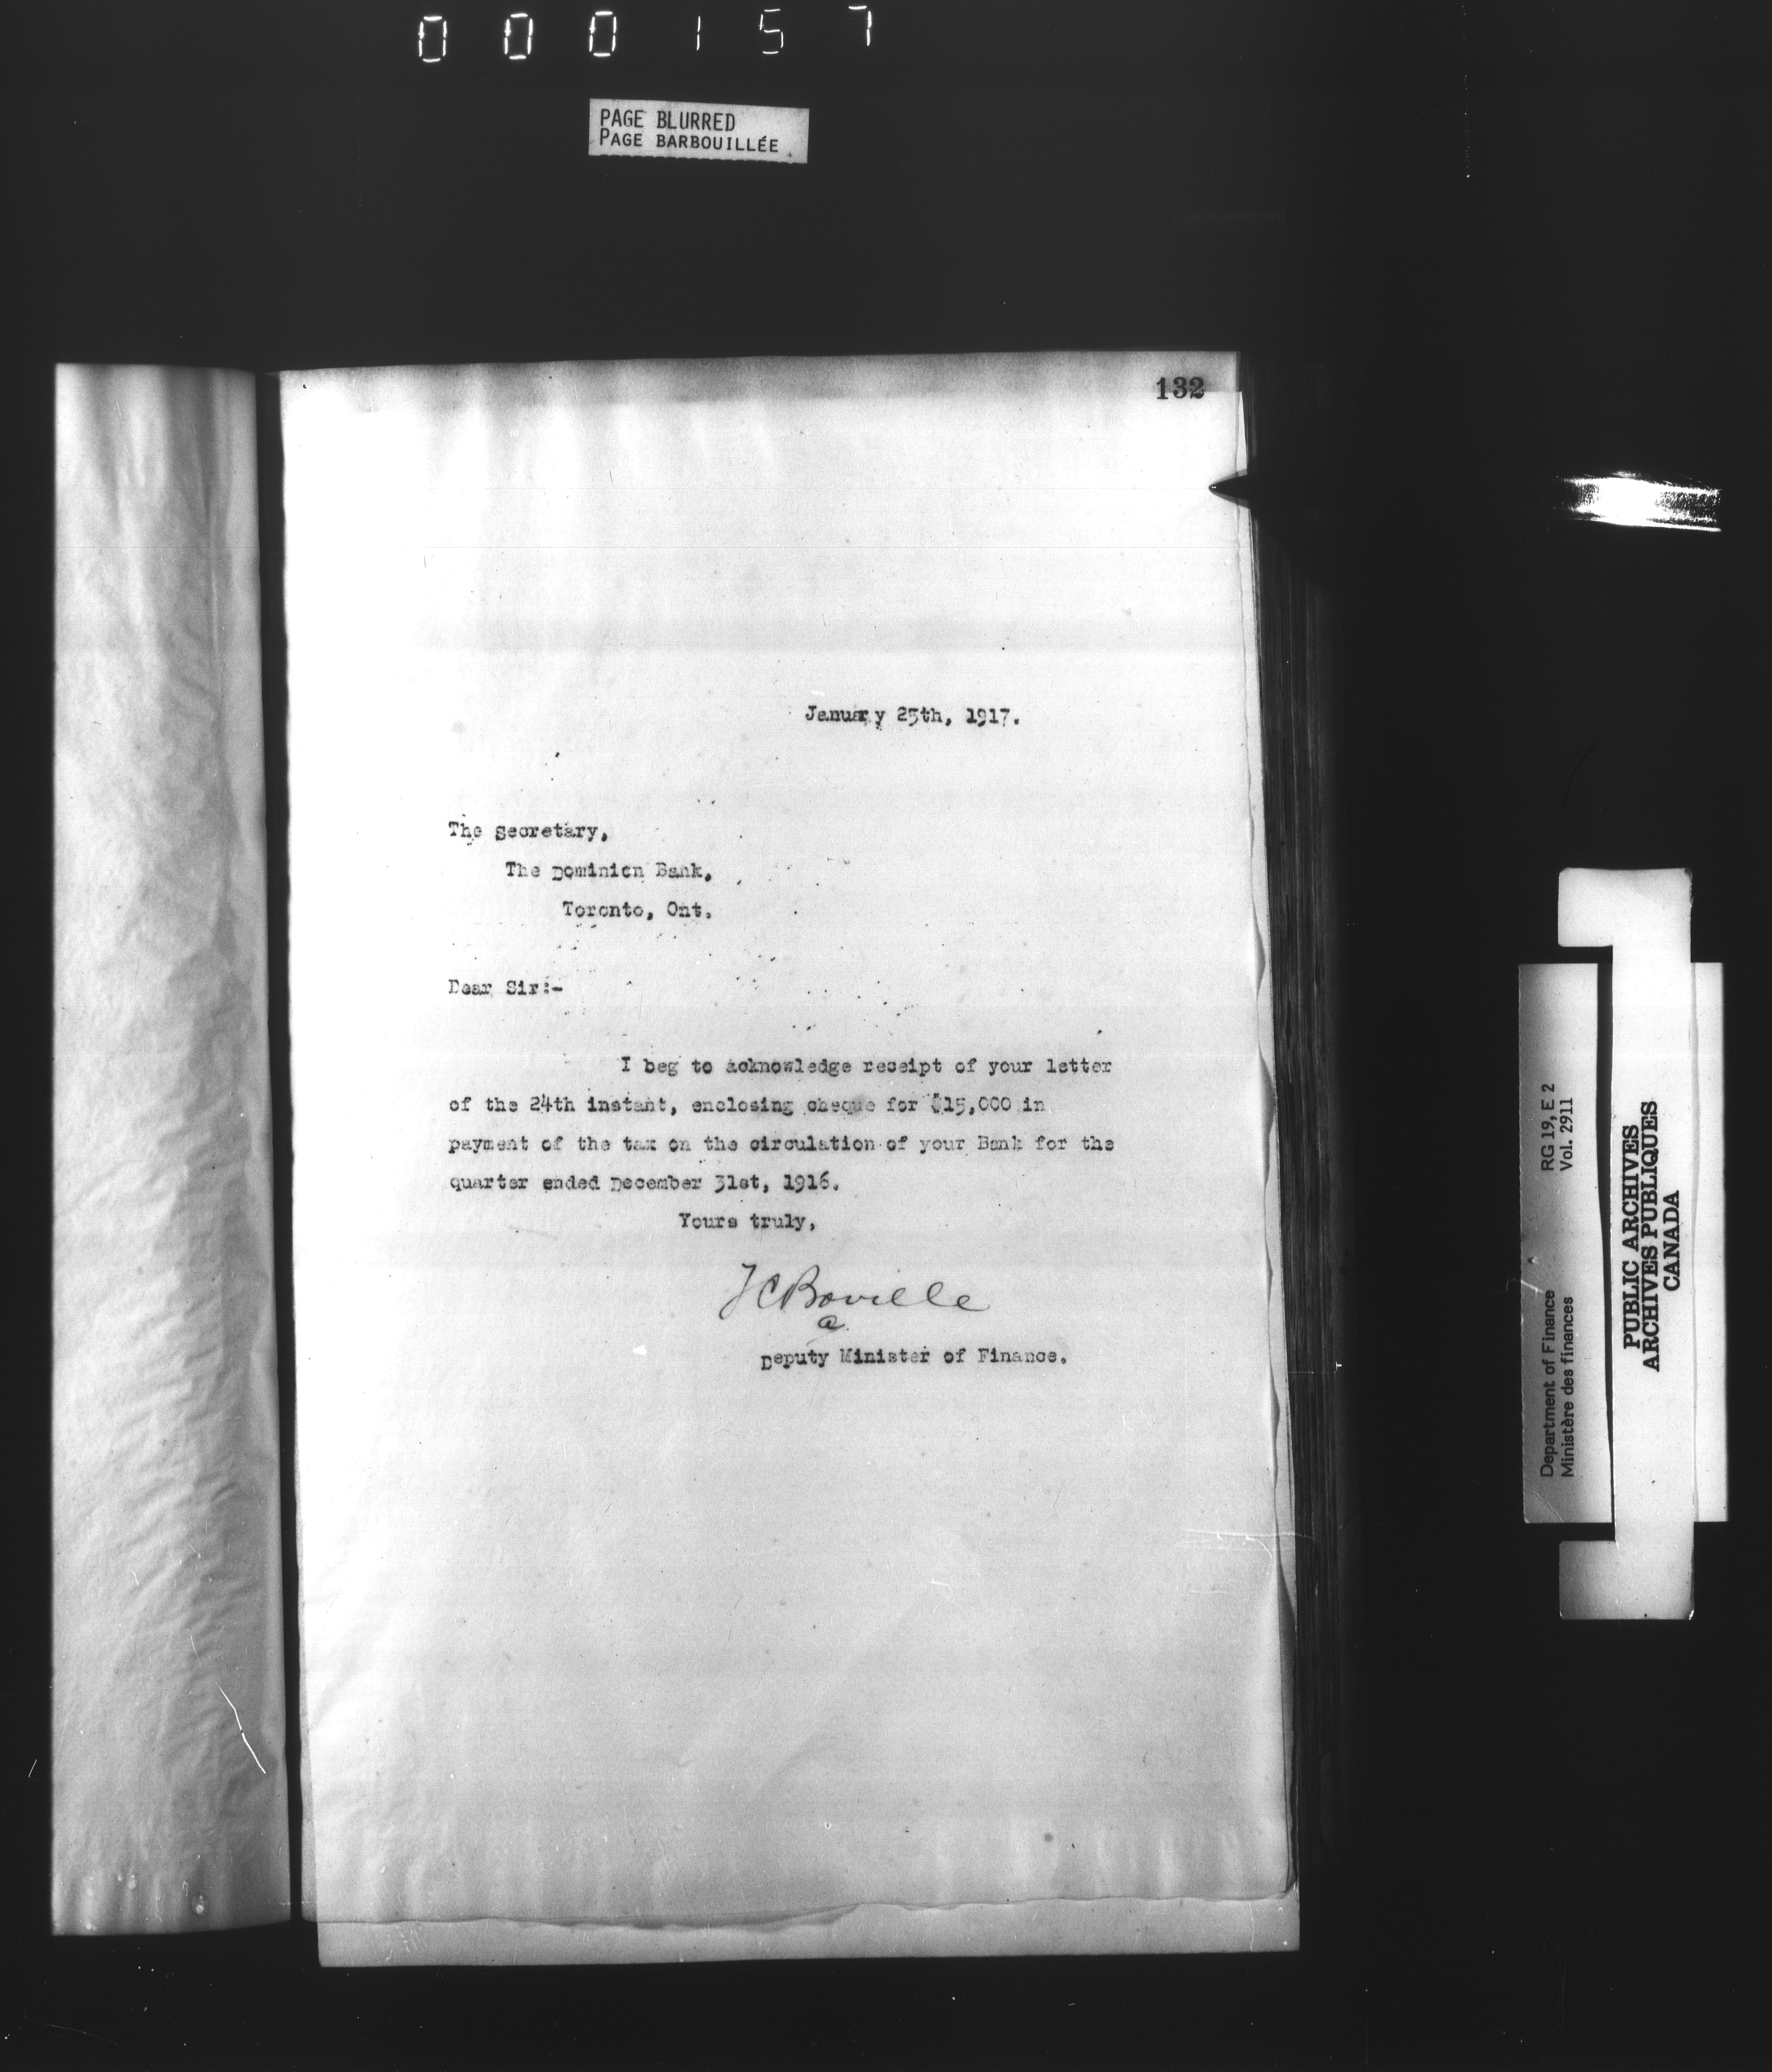 000157
PAGE BLURRED
PAGE BARBOUILLÉE
132
January 25th, 1917.
The Secretary,
The Dominion Bank,
Toronto, Ont.
Dear Sir:-
I beg to acknowledge receipt of your letter
of the 24th instant, enclosing cheque for $15,000 in
payment of the tax on the circulation of your Bank for the
quarter ended December 31st, 1916.
Yours truly,
TCBoville
a
Deputy Minister of Finance.
Department of Finance RG 19, E 2
Ministère des finances Vol. 2911
PUBLIC ARCHIVES
ARCHIVES PUBLIQUES
CANADA